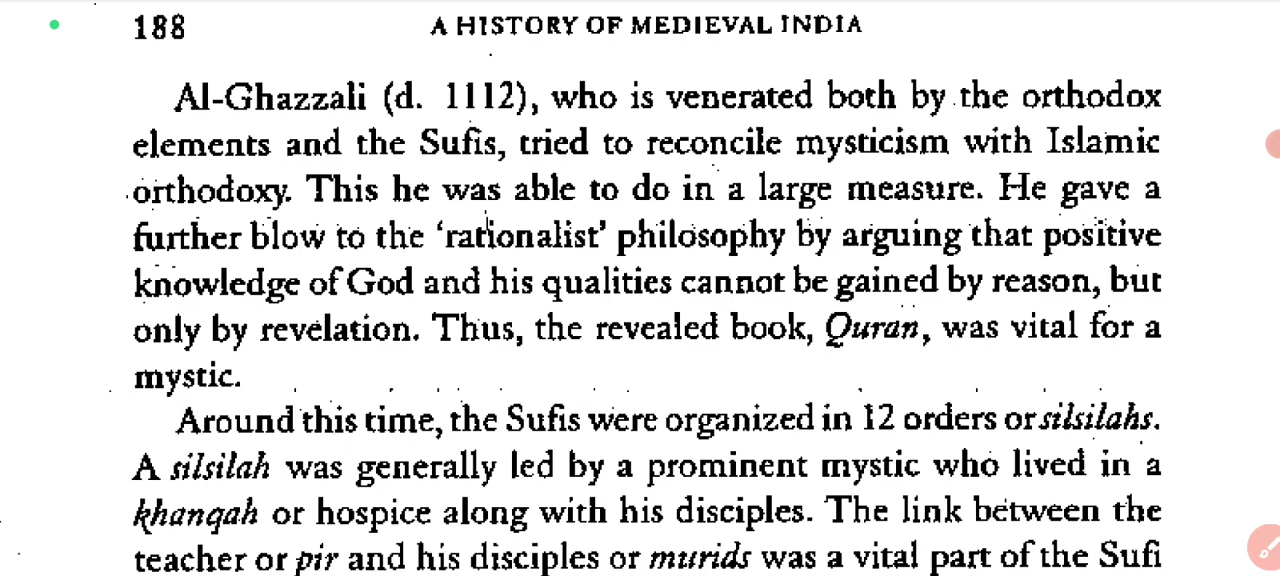 188
A HISTORY OF MEDIEVAL INDIA
Al-Ghazzali (d. 1112), who is venerated both by the orthodox
elements and the Sufis, tried to reconcile mysticism with Islamic
orthodoxy. This he was able to do in a large measure. He gave a
further blow to the ‘rationalist’ philosophy by arguing that positive
knowledge of God and his qualities cannot be gained by reason, but
only by revelation. Thus, the revealed book, Quran, was vital for a
mystic.
Around this time, the Sufis were organized in 12 orders or silsilahs.
A silsilah was generally led by a prominent mystic who lived in a
khanqah or hospice along with his disciples. The link between the
teacher or pir and his disciples or murids was a vital part of the Sufi